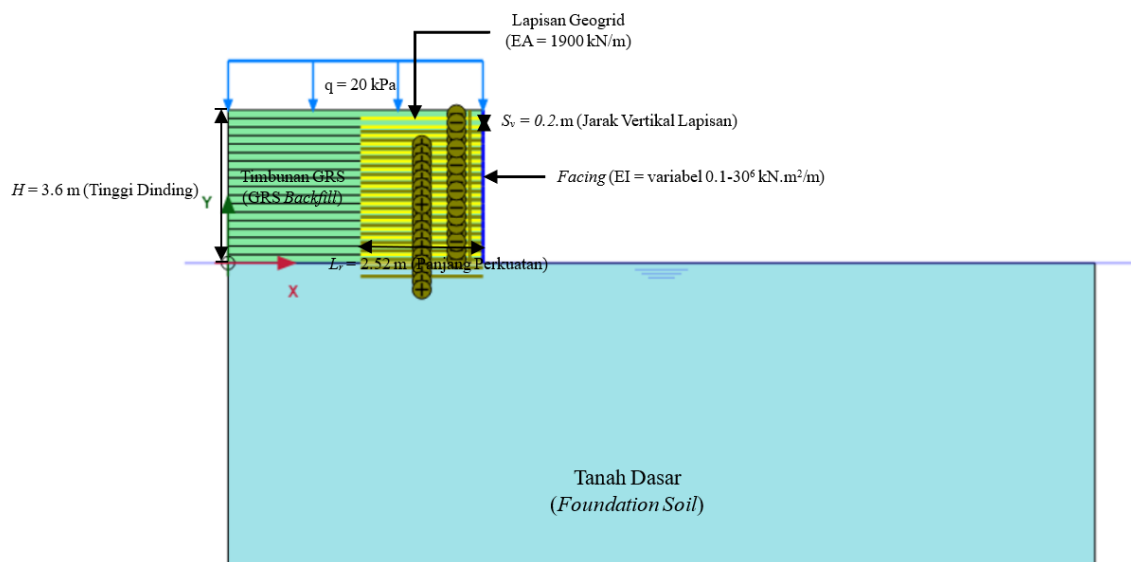 Lapisan Geogrid
(EA = 1900 kN/m)
q = 20 kPa
Sv = 0.2.m (Jarak Vertikal Lapisan)
H = 3.6 m (Tinggi Dinding)
Timbunan GRS
(GRS Backfill)
Facing (EI = variabel 0.1-30⁶ kN.m²/m)
Y
Lr = 2.52 m (Panjang Perkuatan)
X
Tanah Dasar
(Foundation Soil)